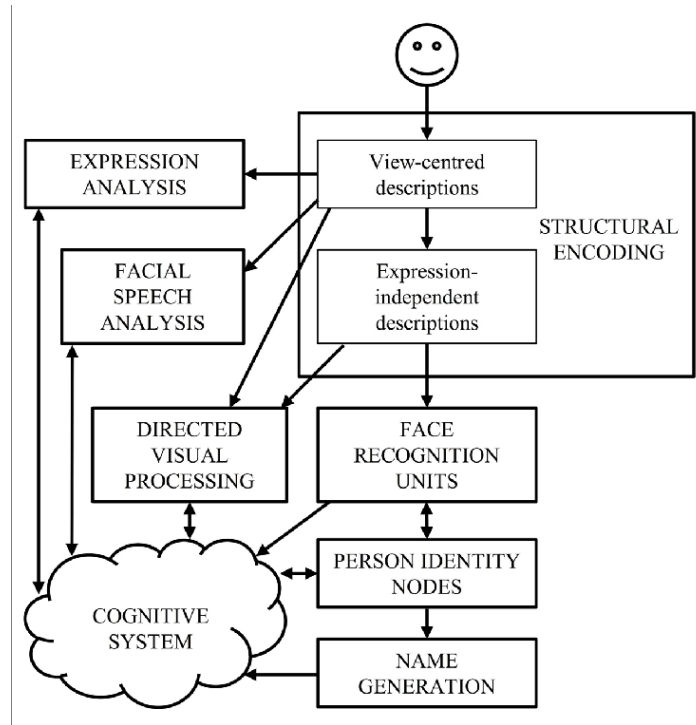 EXPRESSION
ANALYSIS
View-centred
descriptions
STRUCTURAL
ENCODING
FACIAL
SPEECH
ANALYSIS
Expression-
independent
descriptions
DIRECTED
VISUAL
PROCESSING
FACE
RECOGNITION
UNITS
COGNITIVE
SYSTEM
PERSON IDENTITY
NODES
NAME
GENERATION